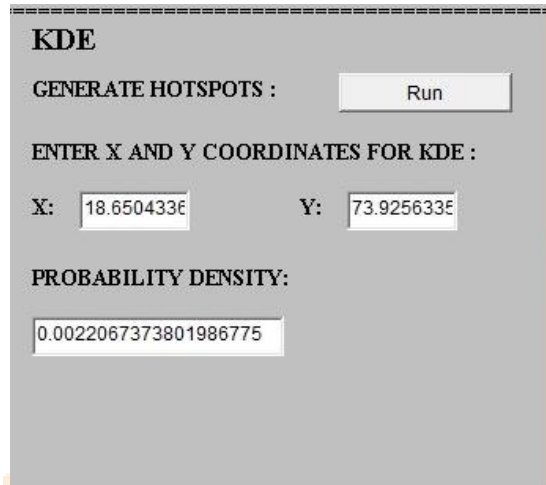 KDE
GENERATE HOTSPOTS : Run
ENTER X AND Y COORDINATES FOR KDE :
X: 18.6504336 Y: 73.9256335
PROBABILITY DENSITY:
0.0022067373801986775